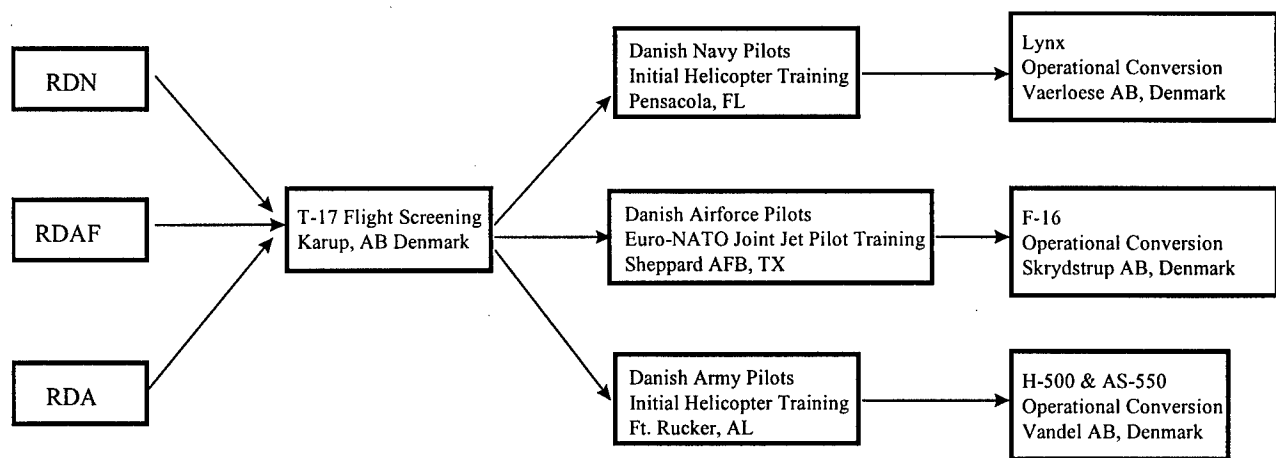 RDN
RDAF
RDA
T-17 Flight Screening
Karup, AB Denmark
Danish Navy Pilots
Initial Helicopter Training
Pensacola, FL
Danish Airforce Pilots
Euro-NATO Joint Jet Pilot Training
Sheppard AFB, TX
Danish Army Pilots
Initial Helicopter Training
Ft. Rucker, AL
Lynx
Operational Conversion
Vaerloese AB, Denmark
F-16
Operational Conversion
Skrydstrup AB, Denmark
H-500 & AS-550
Operational Conversion
Vandel AB, Denmark